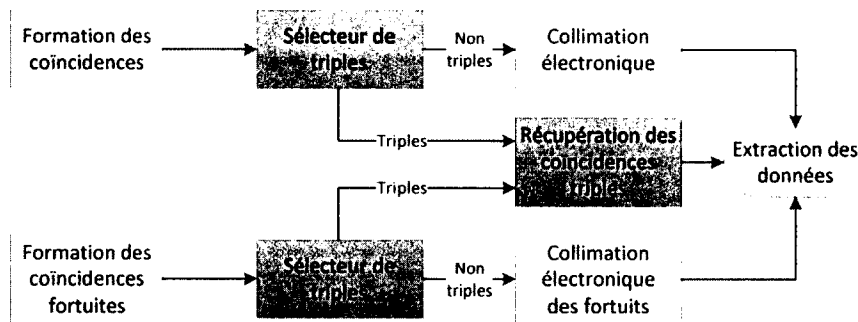 Formation des
coïncidences
Sélecteur de
triples
Non
triples
Collimation
électronique
Triples
Récupération des
coïncidences
triples
Extraction des
données
Triples
Formation des
coïncidences
fortuites
Sélecteur de
triples
Non
triples
Collimation
électronique
des fortuits